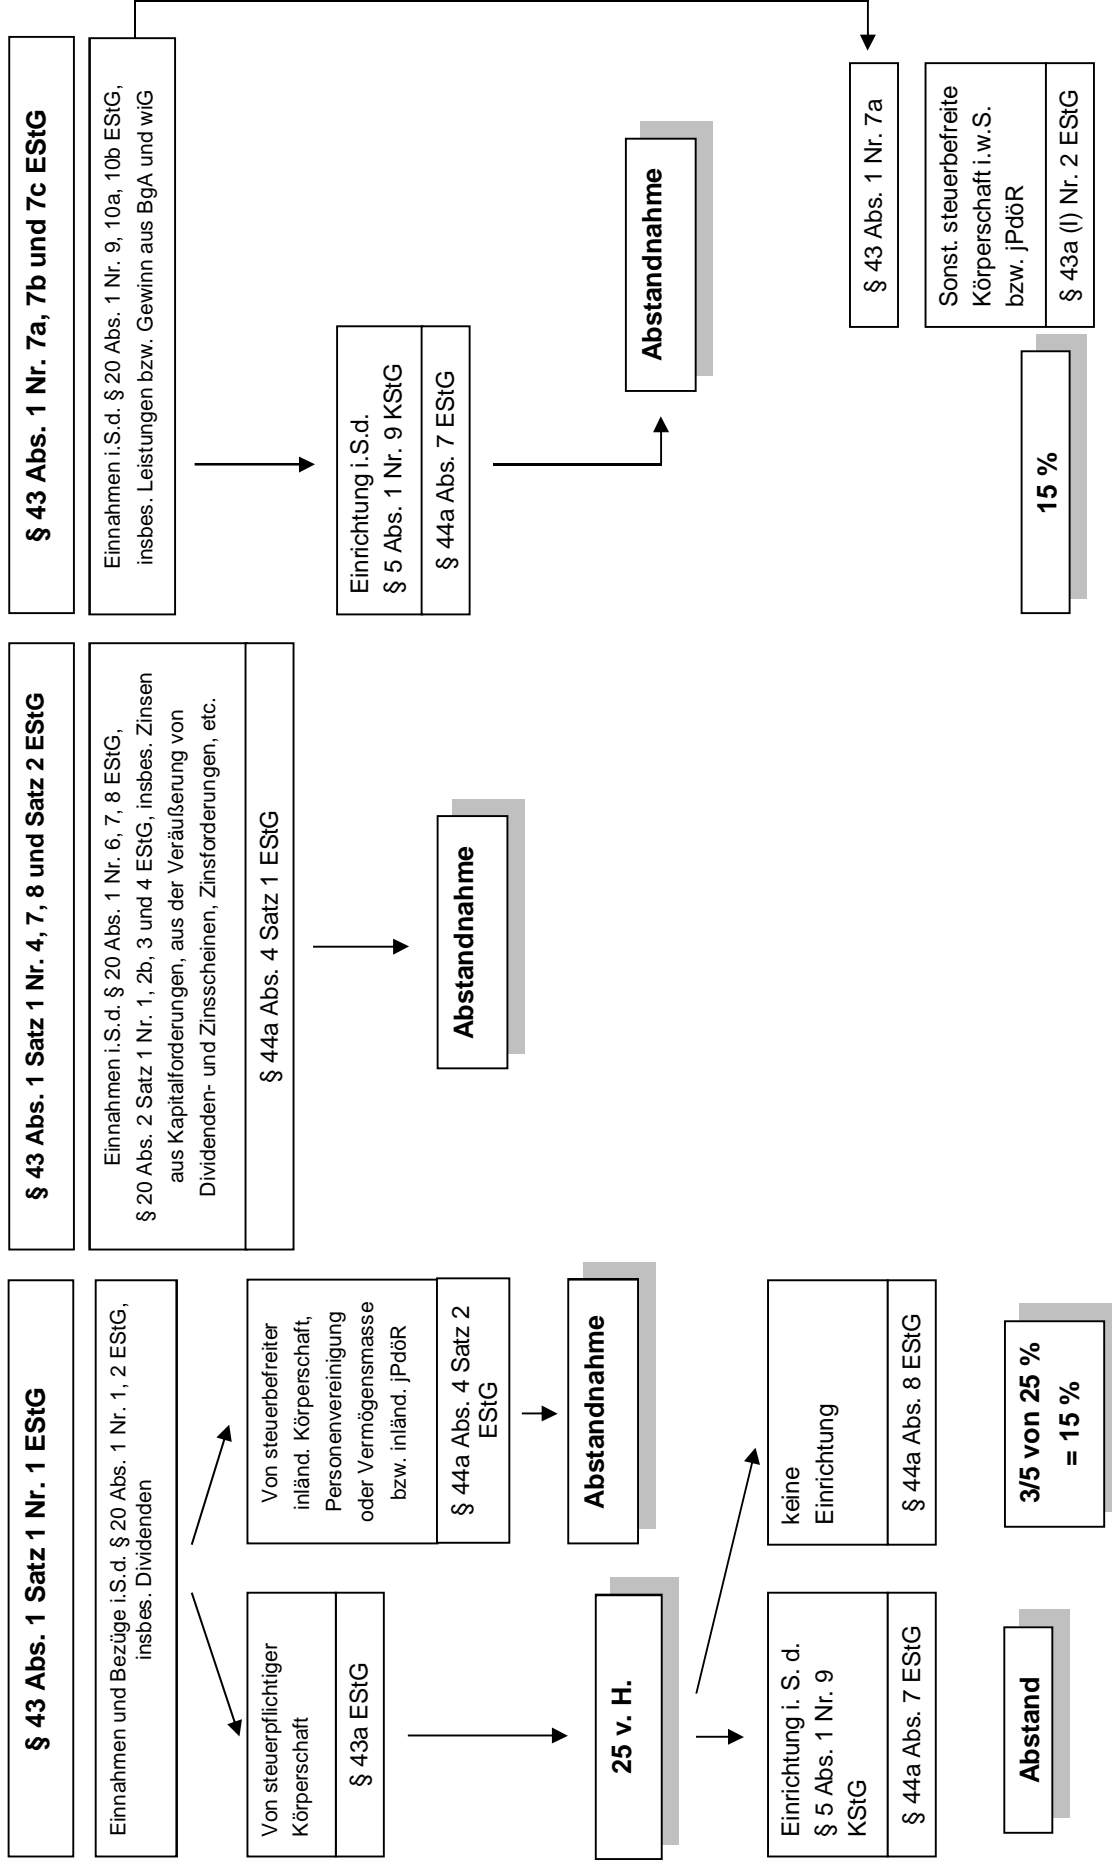 § 43 Abs. 1 Satz 1 Nr. 1 EStG
Einnahmen und Bezüge i.S.d. § 20 Abs. 1 Nr. 1, 2 EStG,
insbes. Dividenden
Von steuerpflichtiger
Körperschaft
§ 43a EStG
25 v. H.
Einrichtung i. S. d.
§ 5 Abs. 1 Nr. 9
KStG
§ 44a Abs. 7 EStG
Abstand
Von steuerbefreiter
inländ. Körperschaft,
Personenvereinigung
oder Vermögensmasse
bzw. inländ. jPdöR
§ 44a Abs. 4 Satz 2
EStG
Abstandnahme
keine
Einrichtung
§ 44a Abs. 8 EStG
3/5 von 25 %
= 15 %
§ 43 Abs. 1 Satz 1 Nr. 4, 7, 8 und Satz 2 EStG
Einnahmen i.S.d. § 20 Abs. 1 Nr. 6, 7, 8 EStG,
§ 20 Abs. 2 Satz 1 Nr. 1, 2b, 3 und 4 EStG, insbes. Zinsen
aus Kapitalforderungen, aus der Veräußerung von
Dividenden- und Zinsscheinen, Zinsforderungen, etc.
§ 44a Abs. 4 Satz 1 EStG
Abstandnahme
§ 43 Abs. 1 Nr. 7a, 7b und 7c EStG
Einnahmen i.S.d. § 20 Abs. 1 Nr. 9, 10a, 10b EStG,
insbes. Leistungen bzw. Gewinn aus BgA und wiG
Einrichtung i.S.d.
§ 5 Abs. 1 Nr. 9 KStG
§ 44a Abs. 7 EStG
Abstandnahme
§ 43 Abs. 1 Nr. 7a
Sonst. steuerbefreite
Körperschaft i.w.S.
bzw. jPdöR
§ 43a (I) Nr. 2 EStG
15 %